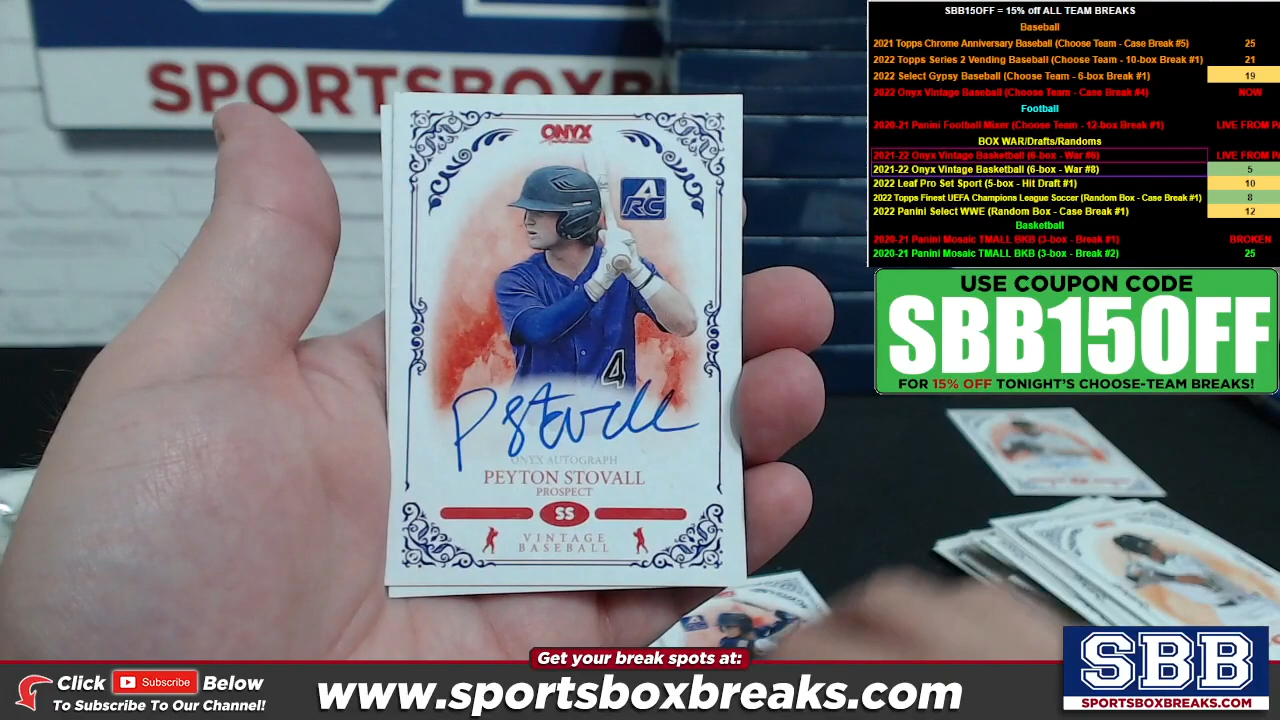 SPORTSBOXB
ONYX
A
RC
4
P Stovall
ONYX AUTOGRAPH
PEYTON STOVALL
PROSPECT
SS
VINTAGE
BASEBALL
SBB15OFF = 15% off ALL TEAM BREAKS
Baseball
2021 Topps Chrome Anniversary Baseball (Choose Team - Case Break #5) 25
2022 Topps Series 2 Vending Baseball (Choose Team - 10-box Break #1) 21
2022 Select Gypsy Baseball (Choose Team - 6-box Break #1) 19
2022 Onyx Vintage Baseball (Choose Team - Case Break #4) NOW
Football
2020-21 Panini Football Mixer (Choose Team - 12-box Break #1) LIVE FROM P
BOX WAR/Drafts/Randoms
2021-22 Onyx Vintage Basketball (6-box - War #6) LIVE FROM P
2021-22 Onyx Vintage Basketball (6-box - War #8) 5
2022 Leaf Pro Set Sport (5-box - Hit Draft #1) 10
2022 Topps Finest UEFA Champions League Soccer (Random Box - Case Break #1) 8
2022 Panini Select WWE (Random Box - Case Break #1) 12
Basketball
2020-21 Panini Mosaic TMALL BKB (3-box - Break #1) BROKEN
2020-21 Panini Mosaic TMALL BKB (3-box - Break #2) 25
USE COUPON CODE
SBB15OFF
FOR 15% OFF TONIGHT'S CHOOSE-TEAM BREAKS!
Get your break spots at:
Click Subscribe Below
To Subscribe To Our Channel!
www.sportsboxbreaks.com
SBB
SPORTSBOXBREAKS.COM